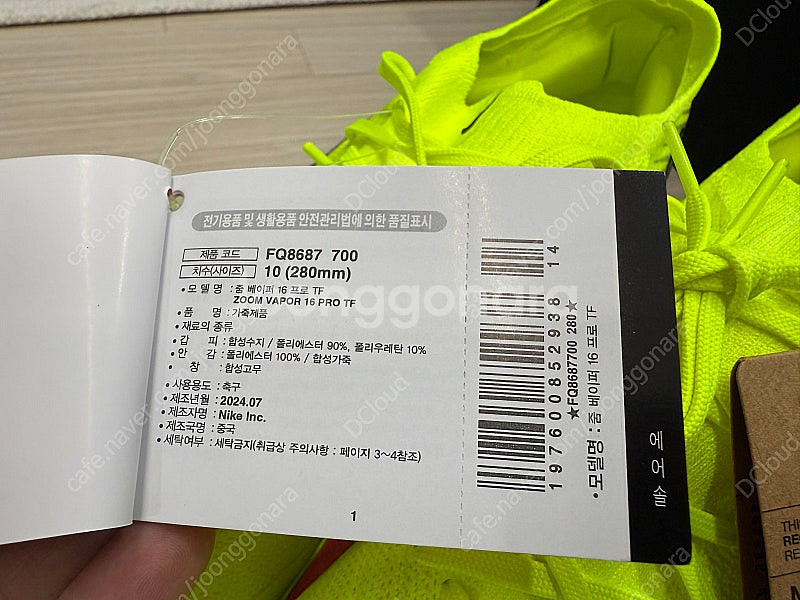 전기용품 및 생활용품 안전관리법에 의한 품질표시
제품 코드 FQ8687 700
치수(사이즈) 10 (280mm)
• 모 델 명 : 줌 베이퍼 16 프로 TF
ZOOM VAPOR 16 PRO TF
• 품 명 : 가죽제품
• 재료의 종류
• 갑 피 : 합성수지 / 폴리에스터 90%, 폴리우레탄 10%
• 안 감 : 폴리에스터 100% / 합성가죽
• 창 : 합성고무
• 사용용도 : 축구
• 제조년월 : 2024.07
• 제조자명 : Nike Inc.
• 제조국명 : 중국
• 세탁여부 : 세탁금지(취급상 주의사항 : 페이지 3~4참조)
1
197600852938 14
★FQ8687700 280★
• 모델명 : 줌 베이퍼 16 프로 TF
에어솔
THI
RE
RE
joonggonara
cafe.naver.com/joonggonara
DCloud